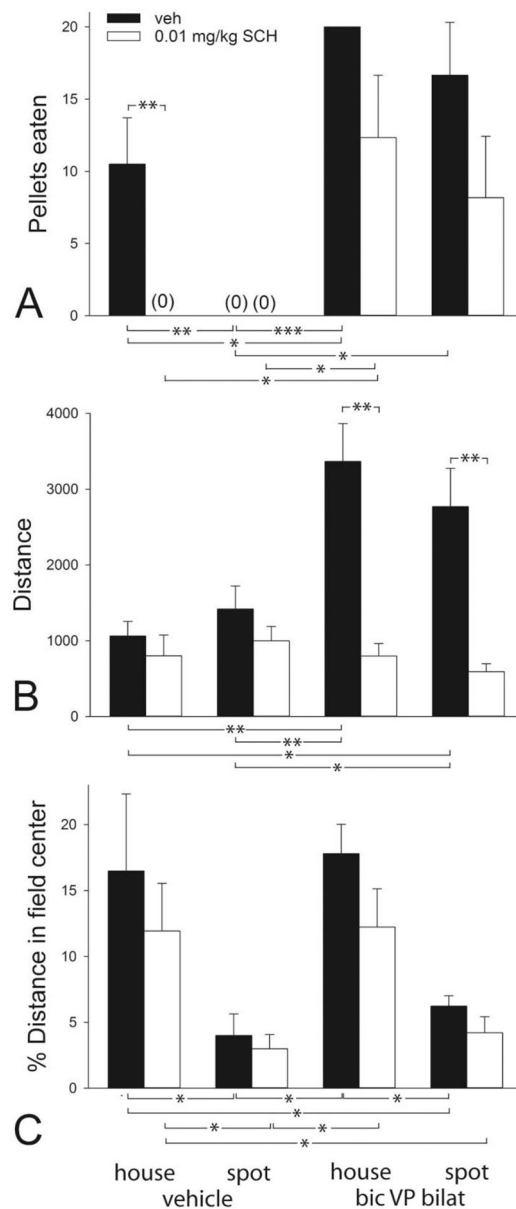 veh
0.01 mg/kg SCH
20
15
10
5
0
Pellets eaten
**
(0)
(0) (0)
A
** ***
*
*
*
*
4000
3000
2000
1000
0
Distance
**
**
B
**
**
*
*
20
15
10
5
0
% Distance in field center
* * *
*
* *
*
C
house spot house spot
vehicle bic VP bilat